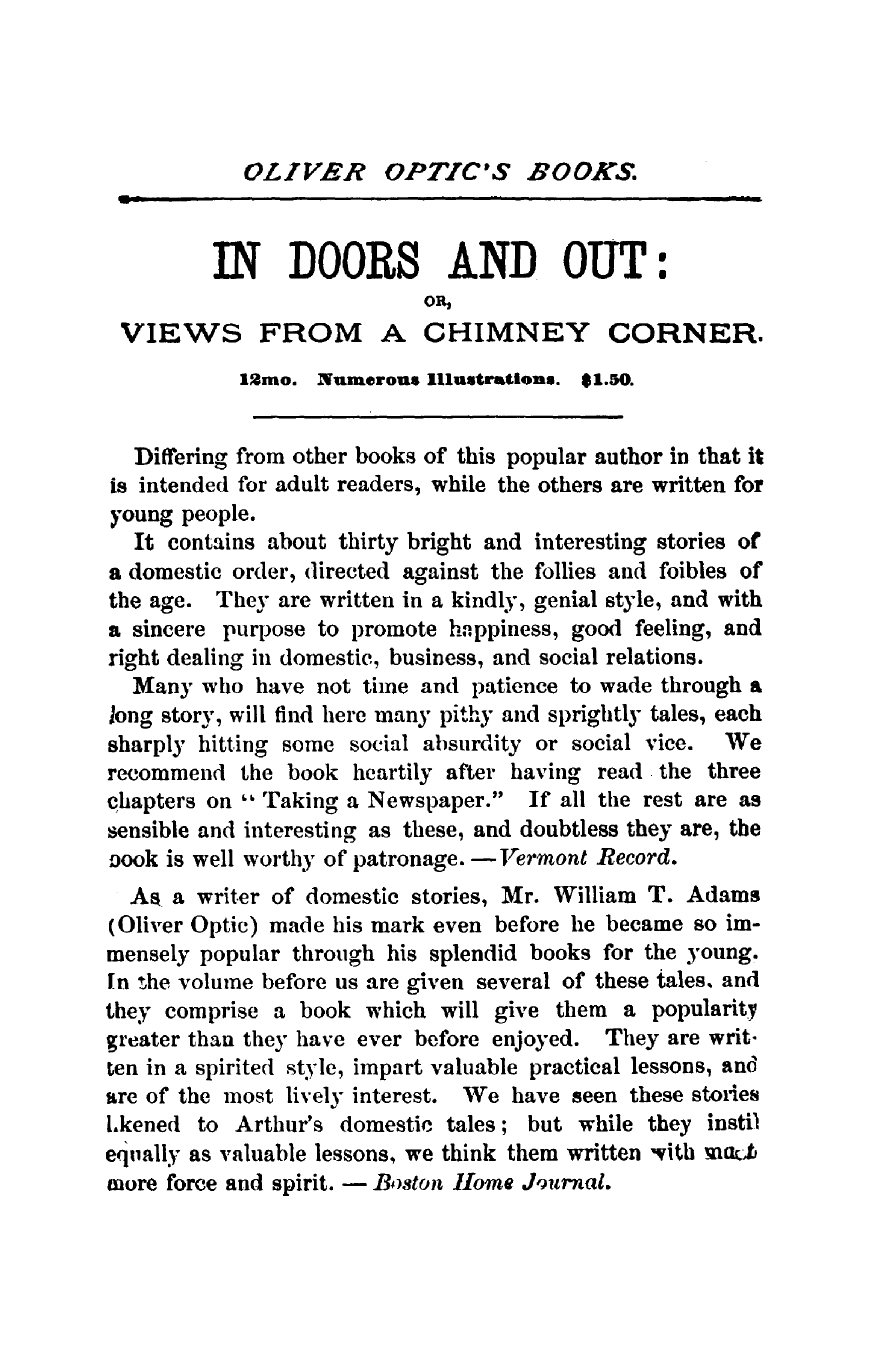 OLIVER OPTIC'S BOOKS.
IN DOORS AND OUT:
OR,
VIEWS FROM A CHIMNEY CORNER.
12mo. Numerous Illustrations. $1.50.
Differing from other books of this popular author in that it
is intended for adult readers, while the others are written for
young people.
It contains about thirty bright and interesting stories of
a domestic order, directed against the follies and foibles of
the age. They are written in a kindly, genial style, and with
a sincere purpose to promote happiness, good feeling, and
right dealing in domestic, business, and social relations.
Many who have not time and patience to wade through a
long story, will find here many pithy and sprightly tales, each
sharply hitting some social absurdity or social vice. We
recommend the book heartily after having read the three
chapters on “Taking a Newspaper.” If all the rest are as
sensible and interesting as these, and doubtless they are, the
book is well worthy of patronage. — Vermont Record.
As a writer of domestic stories, Mr. William T. Adams
(Oliver Optic) made his mark even before he became so im-
mensely popular through his splendid books for the young.
In the volume before us are given several of these tales, and
they comprise a book which will give them a popularity
greater than they have ever before enjoyed. They are writ-
ten in a spirited style, impart valuable practical lessons, and
are of the most lively interest. We have seen these stories
likened to Arthur's domestic tales; but while they instil
equally as valuable lessons, we think them written with much
more force and spirit. — Boston Home Journal.